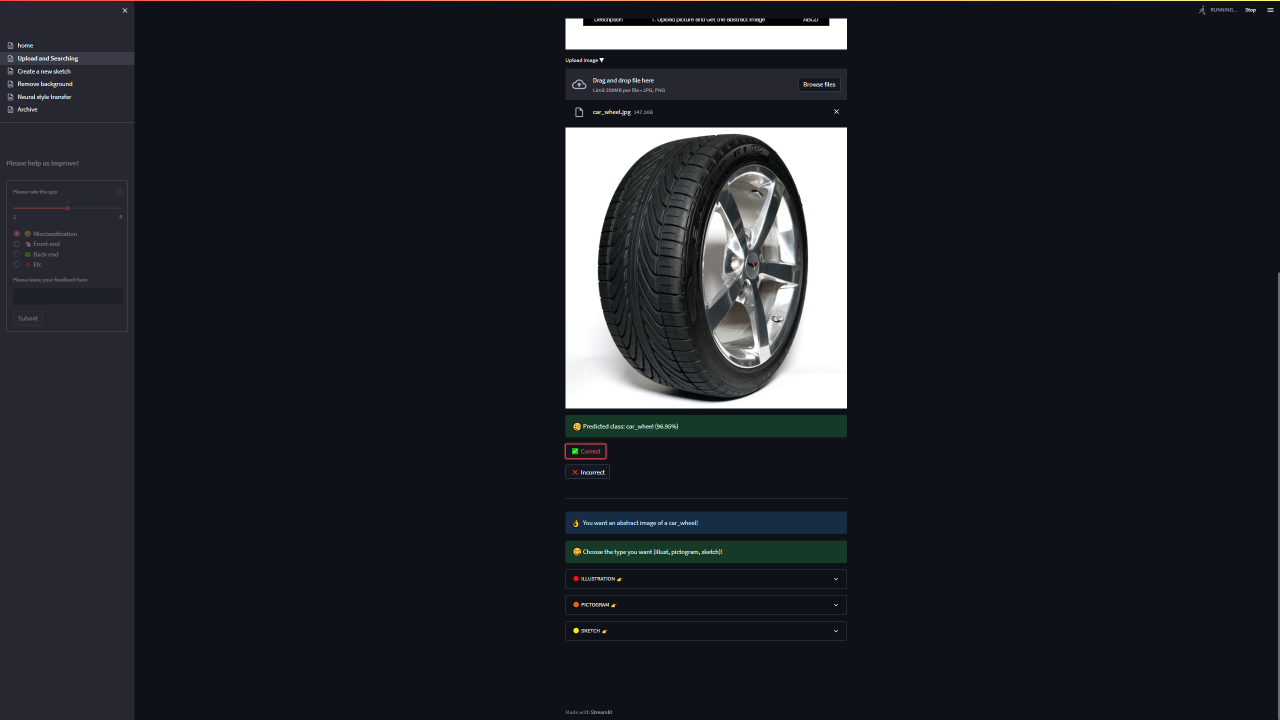 RUNNING...
Stop
home
Upload and Searching
Create a new sketch
Remove background
Neural style transfer
Archive
Please help us improve!
Please rate the app
1
5
Misclassification
Front-end
Back-end
Etc
Please leave your feedback here
Submit
Description 1. Upload picture and Get the abstract image ABCD
Upload Image ▼
Drag and drop file here
Limit 200MB per file • JPG, PNG
Browse files
car_wheel.jpg 147.1KB
Predicted class: car_wheel (96.95%)
Correct
Incorrect
You want an abstract image of a car_wheel!
Choose the type you want (illust, pictogram, sketch)!
ILLUSTRATION
PICTOGRAM
SKETCH
Made with Streamlit